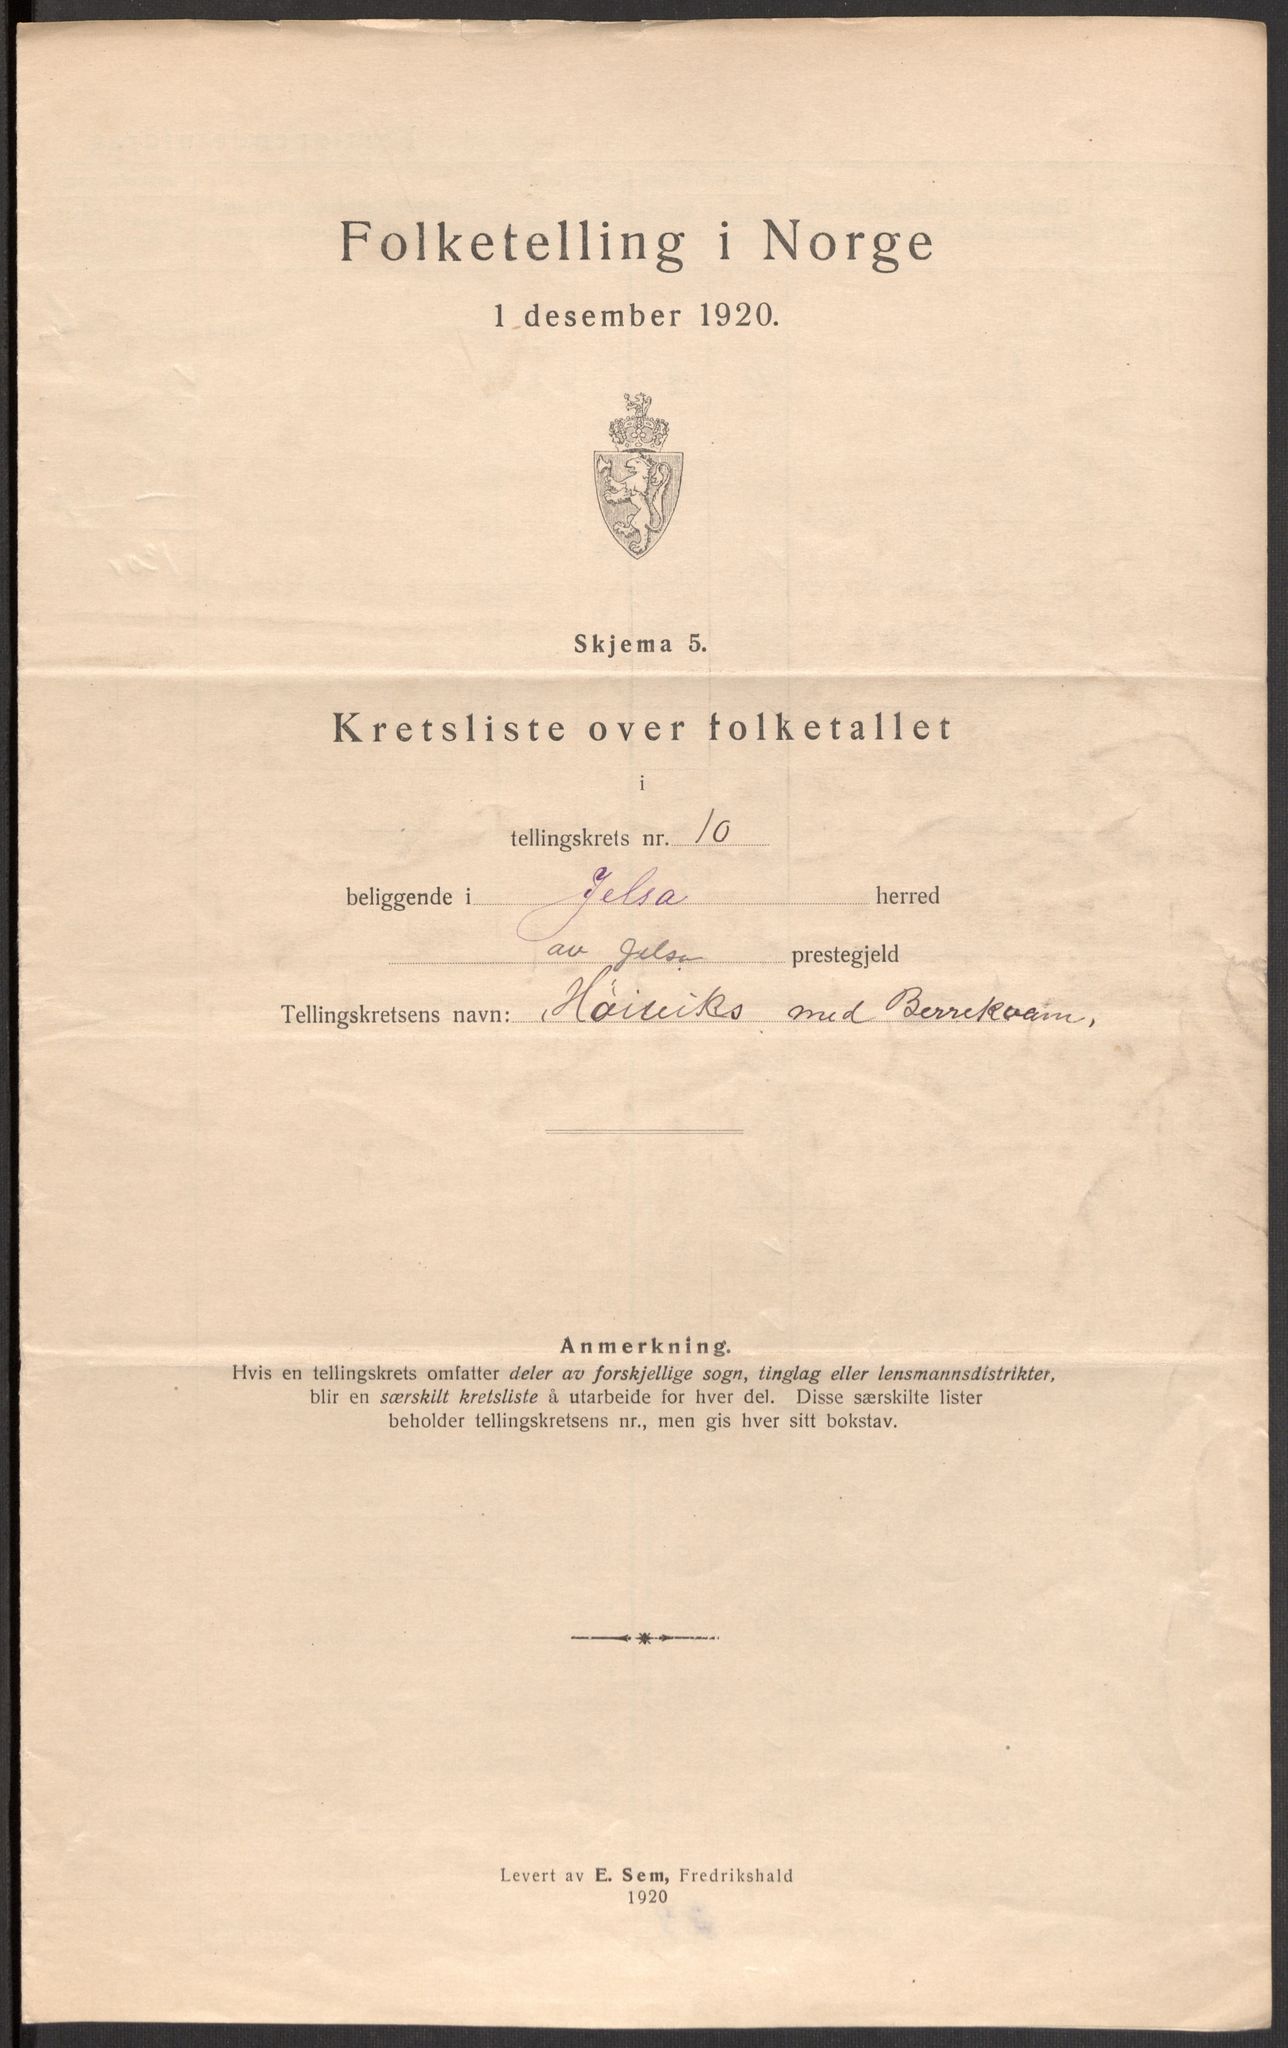 Folketelling i Norge
1 desember 1920.
Skjema 5.
Kretsliste over folketallet
i
tellingskrets nr. 10
beliggende i Jelsa herred
av Jelsa prestegjeld
Tellingskretsens navn: Høiviks med Berrekvam,
Anmerkning.
Hvis en tellingskrets omfatter deler av forskjellige sogn, tinglag eller lensmannsdistrikter,
blir en særskilt kretsliste å utarbeide for hver del. Disse særskilte lister
beholder tellingskretsens nr., men gis hver sitt bokstav.
Levert av E. Sem, Fredrikshald
1920